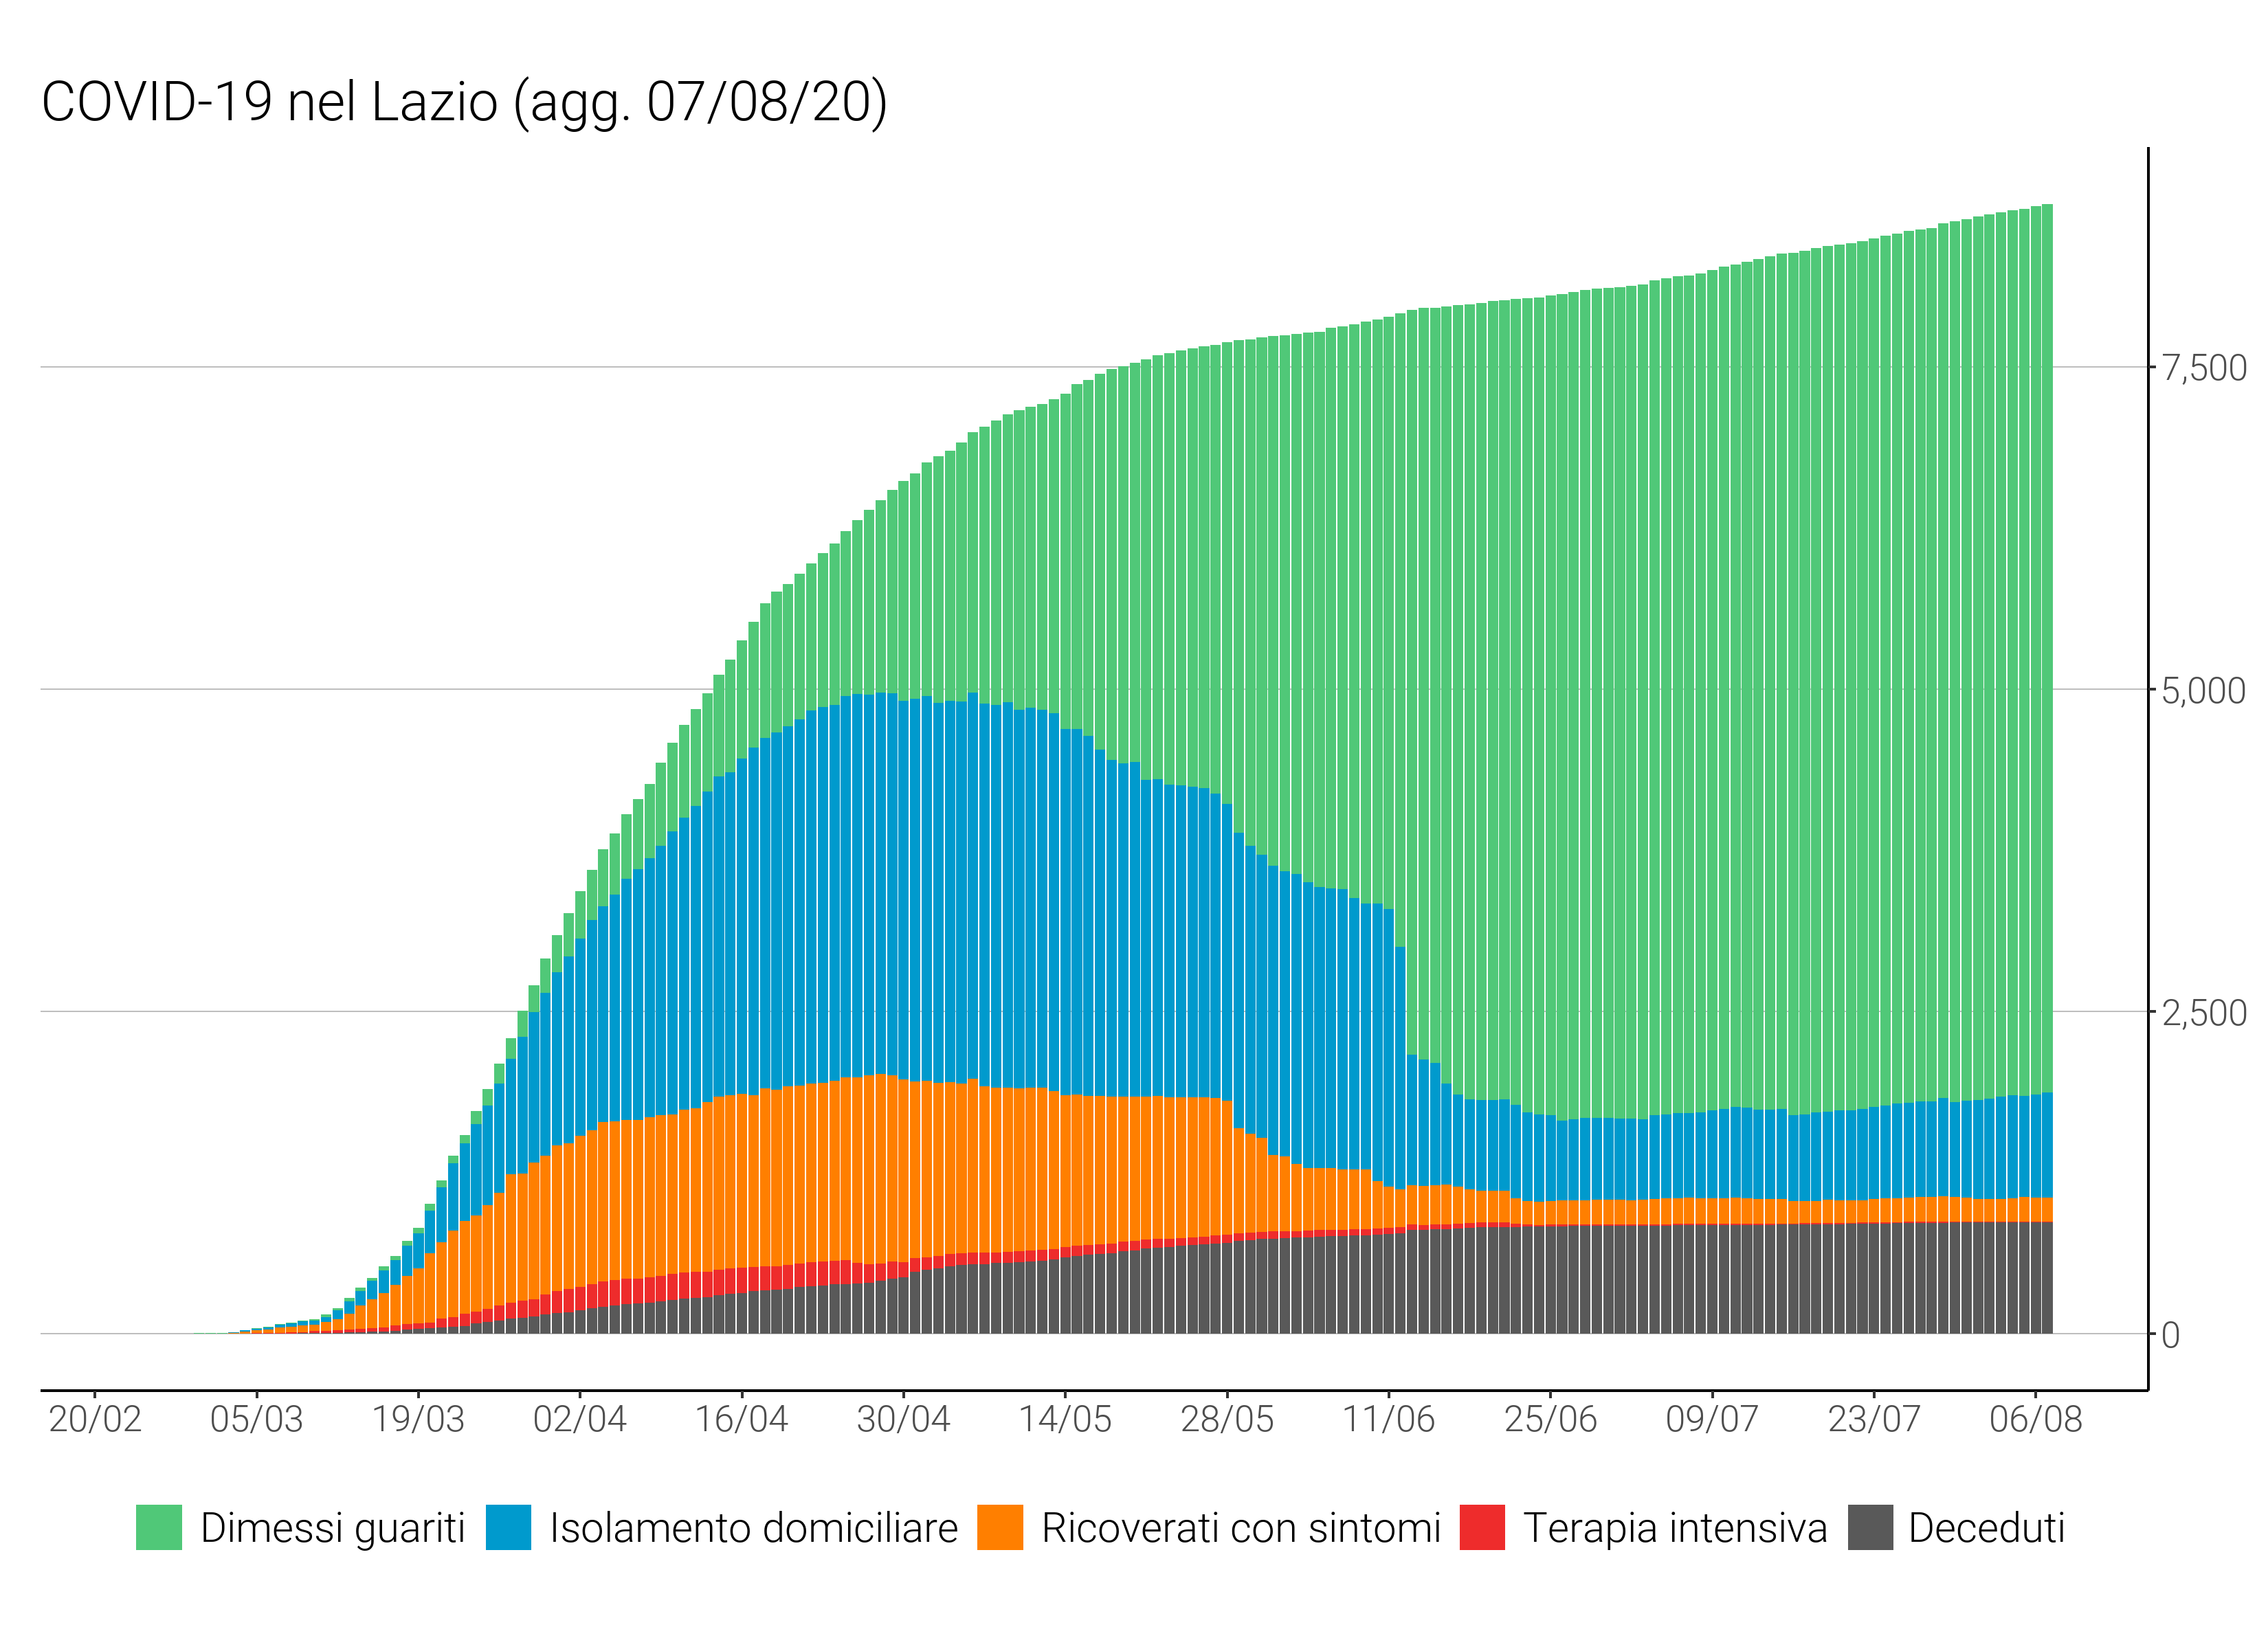 COVID-19 nel Lazio (agg. 07/08/20)
7,500
5,000
2,500
0
20/02 05/03 19/03 02/04 16/04 30/04 14/05 28/05 11/06 25/06 09/07 23/07 06/08
Dimessi guariti Isolamento domiciliare Ricoverati con sintomi Terapia intensiva Deceduti